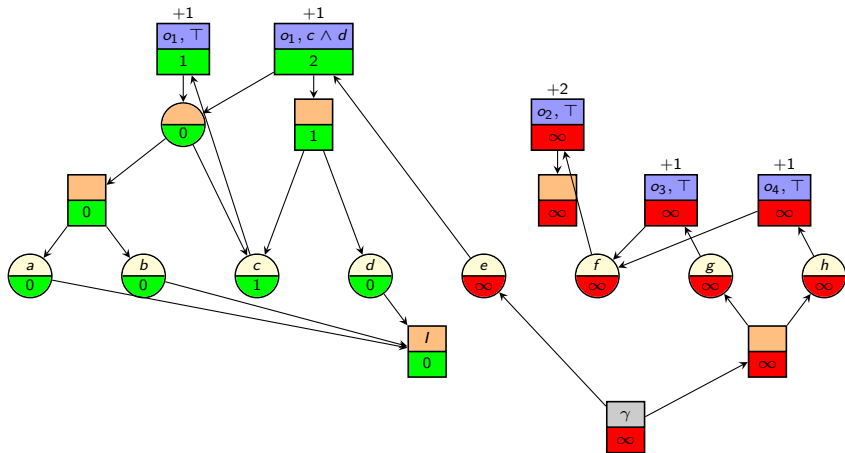 +1
+1
o1, ⊤
o1, c ∧ d
1
2
+2
o2, ⊤
0
1
∞
+1
+1
o3, ⊤
o4, ⊤
0
∞
∞
∞
a
b
c
d
e
f
g
h
0
0
1
0
∞
∞
∞
∞
I
0
∞
γ
∞